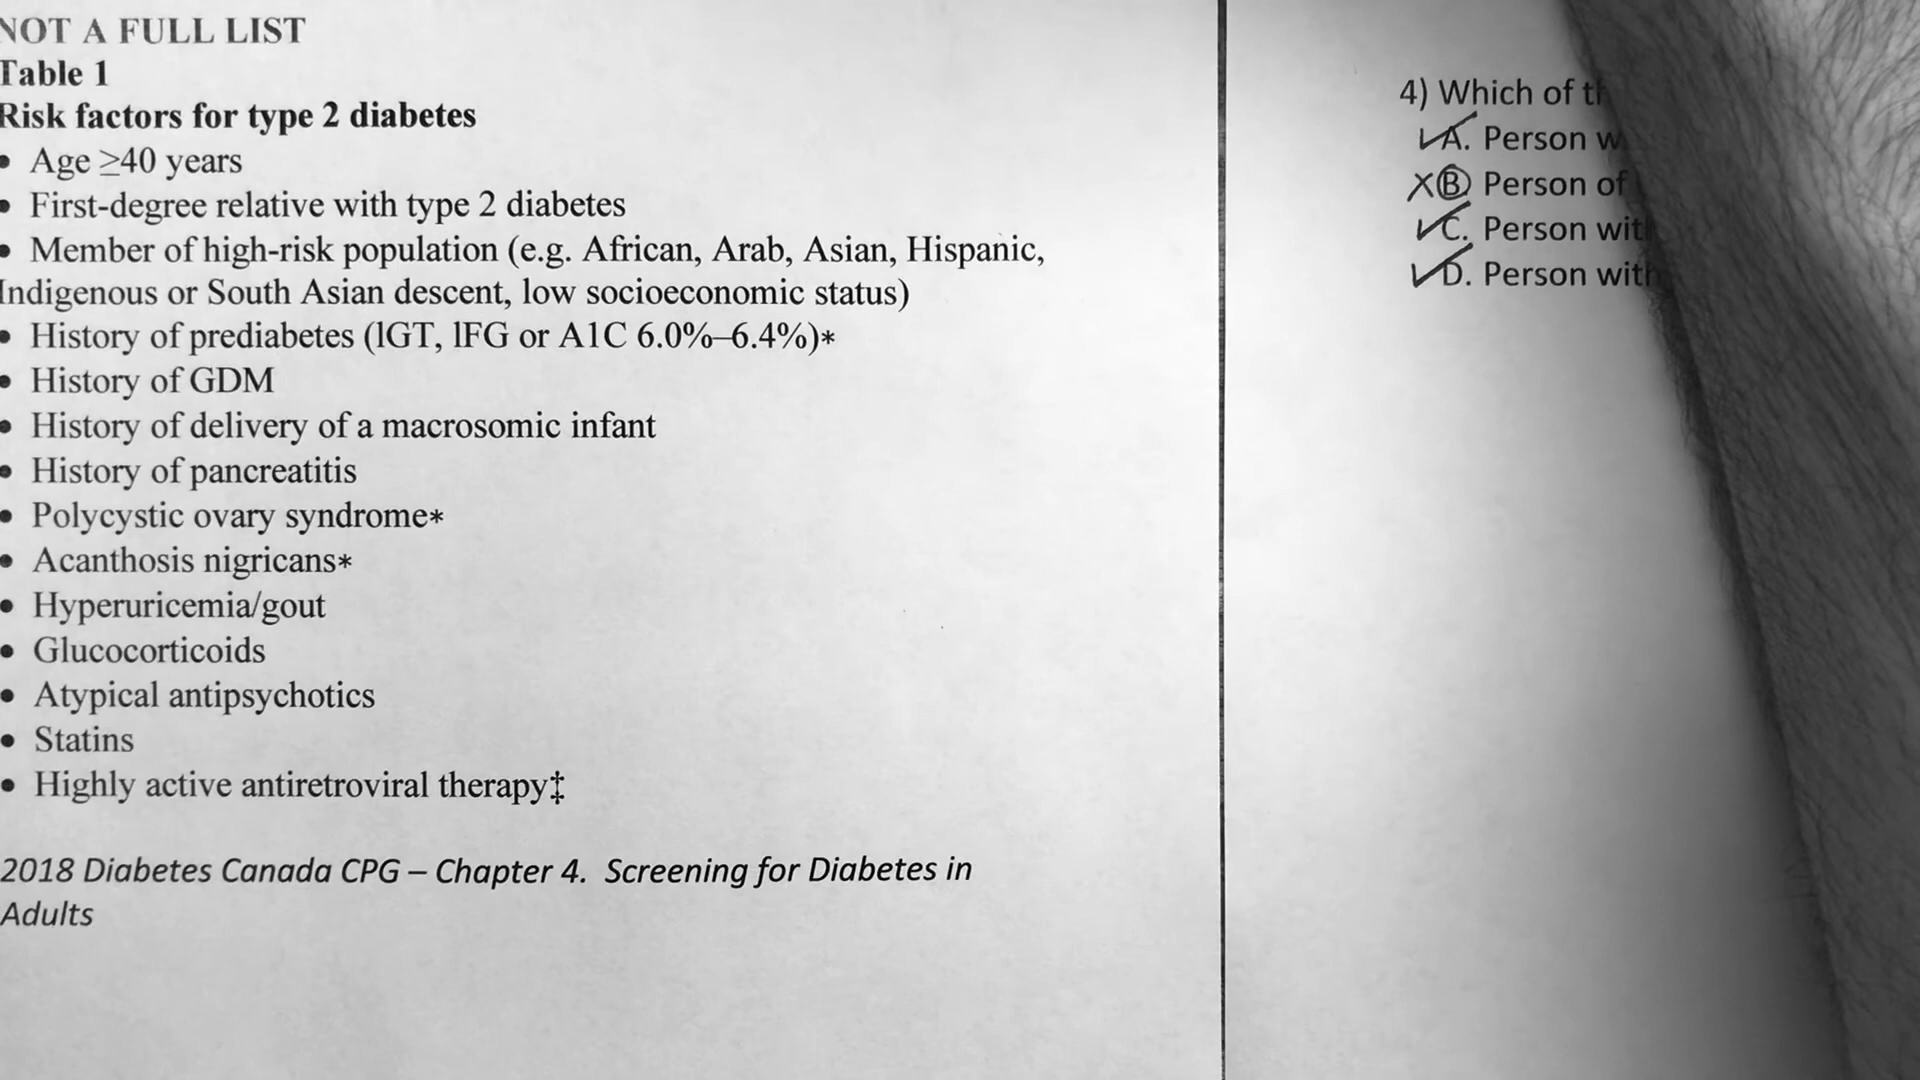 NOT A FULL LIST
Table 1
Risk factors for type 2 diabetes
• Age ≥40 years
• First-degree relative with type 2 diabetes
• Member of high-risk population (e.g. African, Arab, Asian, Hispanic,
Indigenous or South Asian descent, low socioeconomic status)
• History of prediabetes (lGT, lFG or A1C 6.0%–6.4%)*
• History of GDM
• History of delivery of a macrosomic infant
• History of pancreatitis
• Polycystic ovary syndrome*
• Acanthosis nigricans*
• Hyperuricemia/gout
• Glucocorticoids
• Atypical antipsychotics
• Statins
• Highly active antiretroviral therapy‡
2018 Diabetes Canada CPG – Chapter 4. Screening for Diabetes in
Adults
4) Which of
✓A. Person
X B Person of
✓C. Person with
✓D. Person with